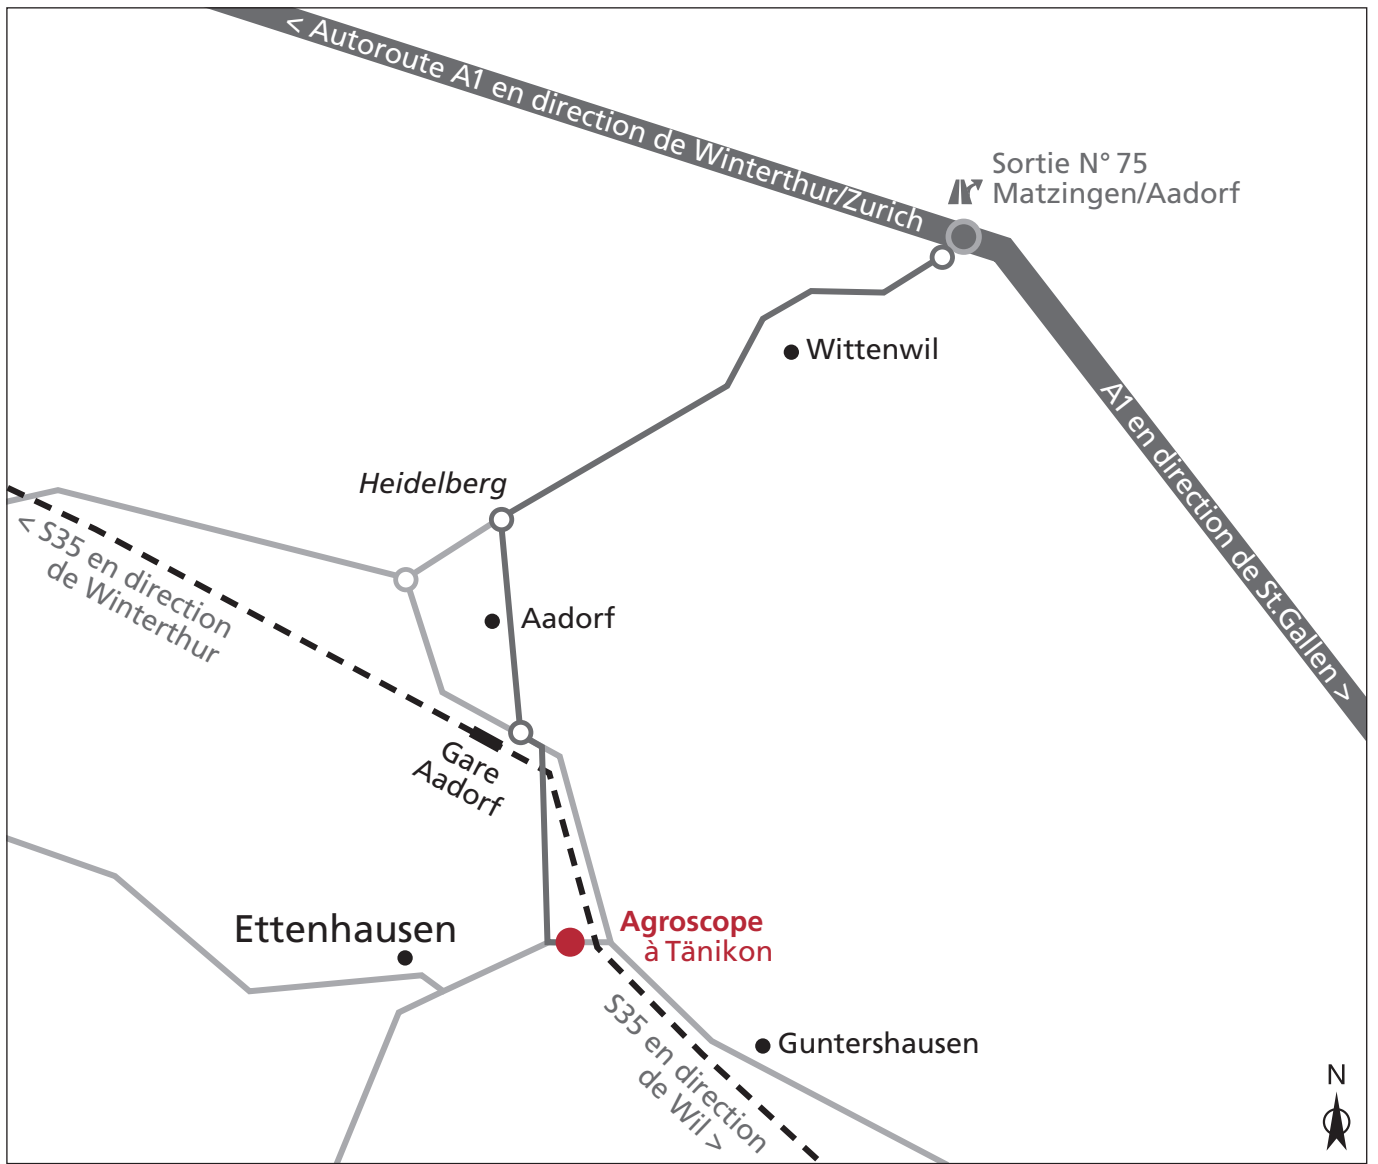 < Autoroute A1 en direction de Winterthur/Zurich
Sortie N° 75
Matzingen/Aadorf
Wittenwil
A1 en direction de St.Gallen >
Heidelberg
< S35 en direction
de Winterthur
Aadorf
Gare
Aadorf
Ettenhausen
Agroscope
à Tänikon
S35 en direction
de Wil >
Guntershausen
N